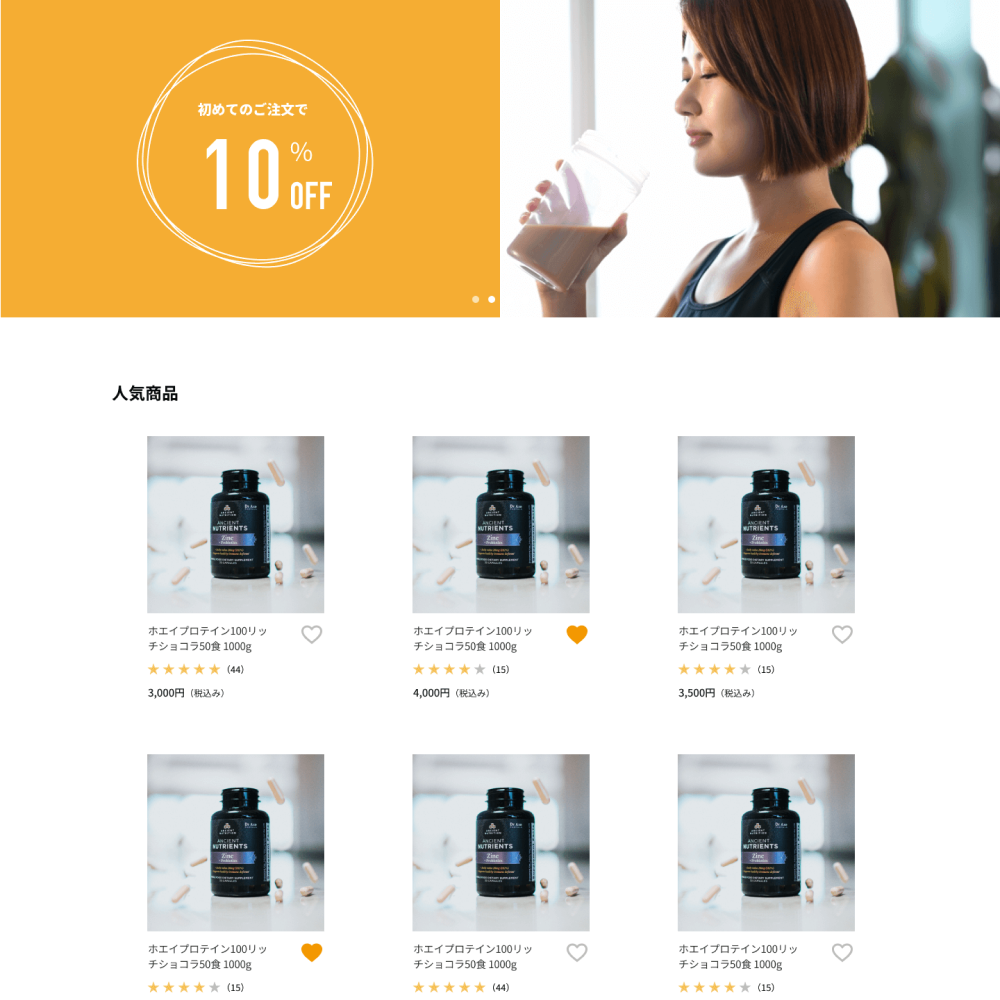 初めてのご注文で
10 % OFF
人気商品
ANCIENT
NUTRIENTS
Zinc
ANCIENT
NUTRIENTS
Zinc
ANCIENT
NUTRIENTS
Zinc
ホエイプロテイン100リッ
チショコラ50食 1000g
★★★★★ （44）
3,000円（税込み）
ホエイプロテイン100リッ
チショコラ50食 1000g
★★★★★ （15）
4,000円（税込み）
ホエイプロテイン100リッ
チショコラ50食 1000g
★★★★★ （15）
3,500円（税込み）
ANCIENT
NUTRIENTS
Zinc
ANCIENT
NUTRIENTS
Zinc
ANCIENT
NUTRIENTS
Zinc
ホエイプロテイン100リッ
チショコラ50食 1000g
★★★★★ （15）
ホエイプロテイン100リッ
チショコラ50食 1000g
★★★★★ （44）
ホエイプロテイン100リッ
チショコラ50食 1000g
★★★★★ （15）